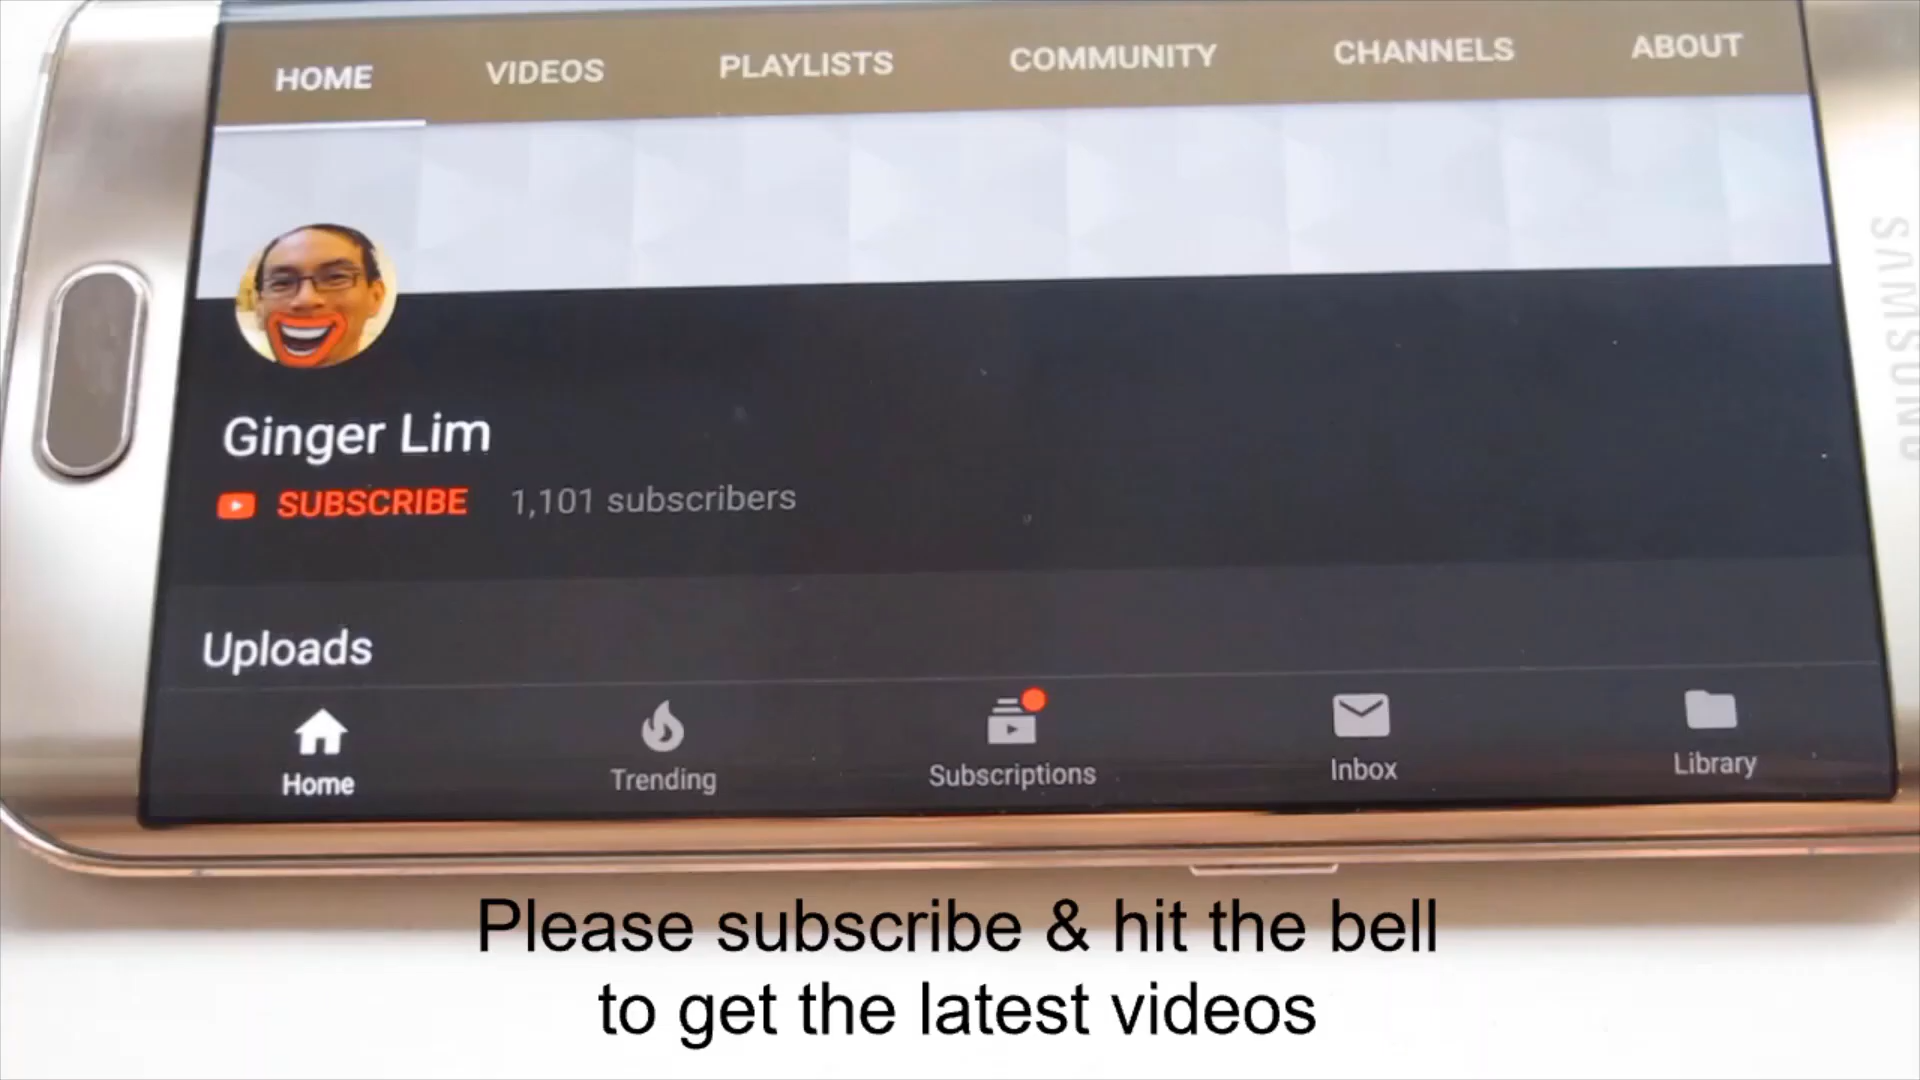 HOME VIDEOS PLAYLISTS COMMUNITY CHANNELS ABOUT
Ginger Lim
SUBSCRIBE 1,101 subscribers
Uploads
Home Trending Subscriptions Inbox Library
SAMSUNG
Please subscribe & hit the bell
to get the latest videos